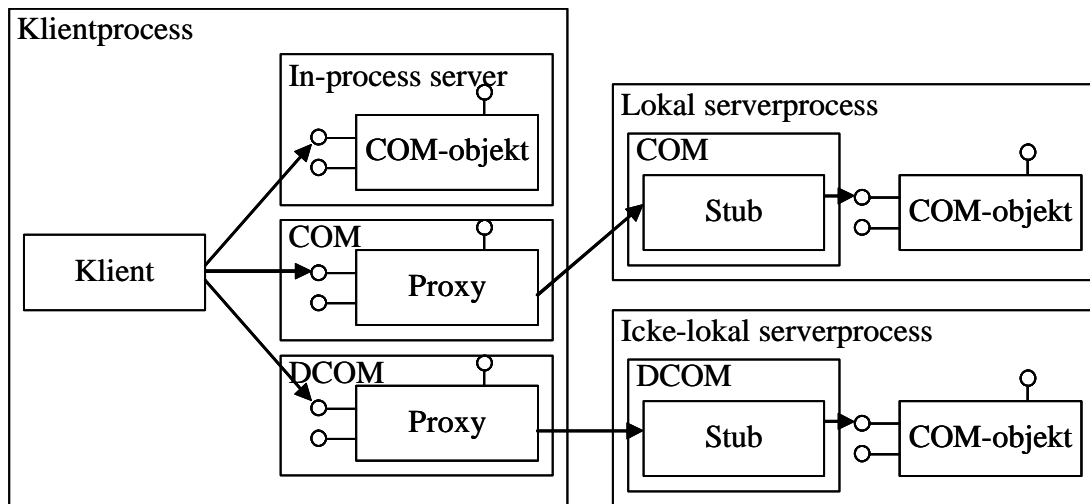 Klientprocess
In-process server
COM-objekt
Klient
COM
Proxy
DCOM
Proxy
Lokal serverprocess
COM
Stub
COM-objekt
Icke-lokal serverprocess
DCOM
Stub
COM-objekt